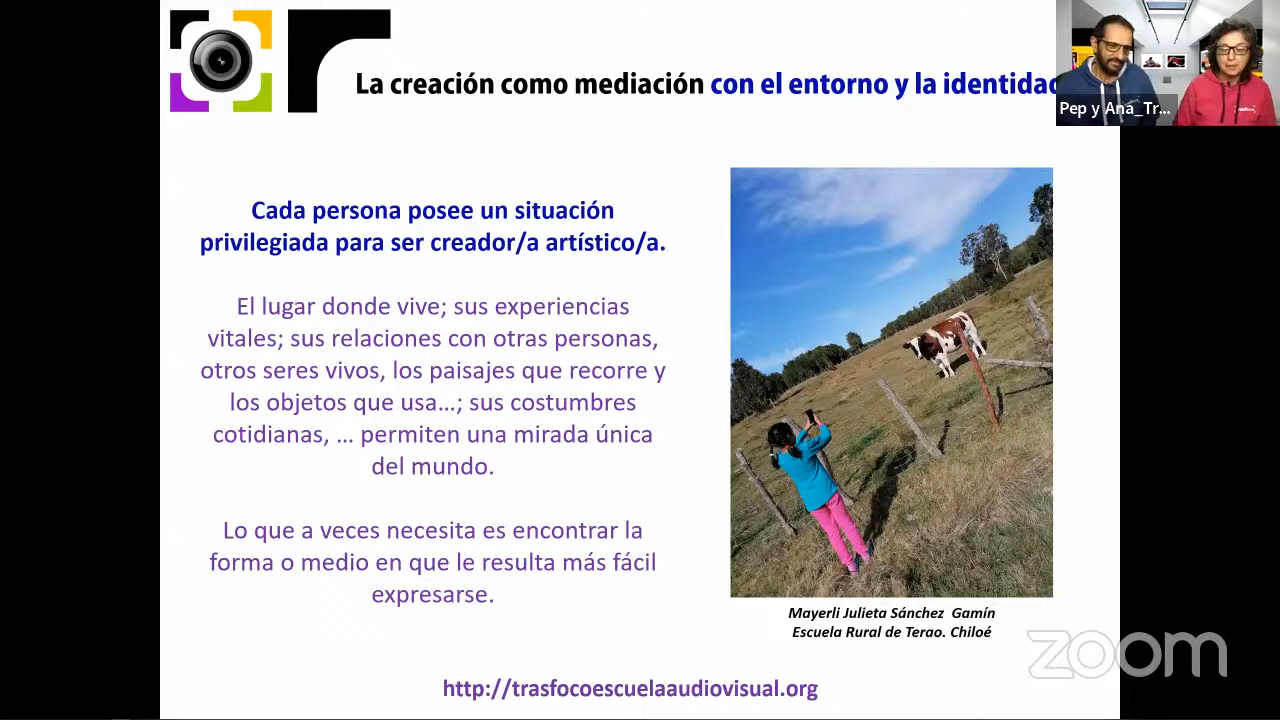 La creación como mediación con el entorno y la identidad
Pep y Ana_Tr...
Cada persona posee un situación
privilegiada para ser creador/a artístico/a.
El lugar donde vive; sus experiencias
vitales; sus relaciones con otras personas,
otros seres vivos, los paisajes que recorre y
los objetos que usa…; sus costumbres
cotidianas, … permiten una mirada única
del mundo.
Lo que a veces necesita es encontrar la
forma o medio en que le resulta más fácil
expresarse.
Mayerli Julieta Sánchez Gamín
Escuela Rural de Terao. Chiloé
zoom
http://trasfocoescuelaaudiovisual.org